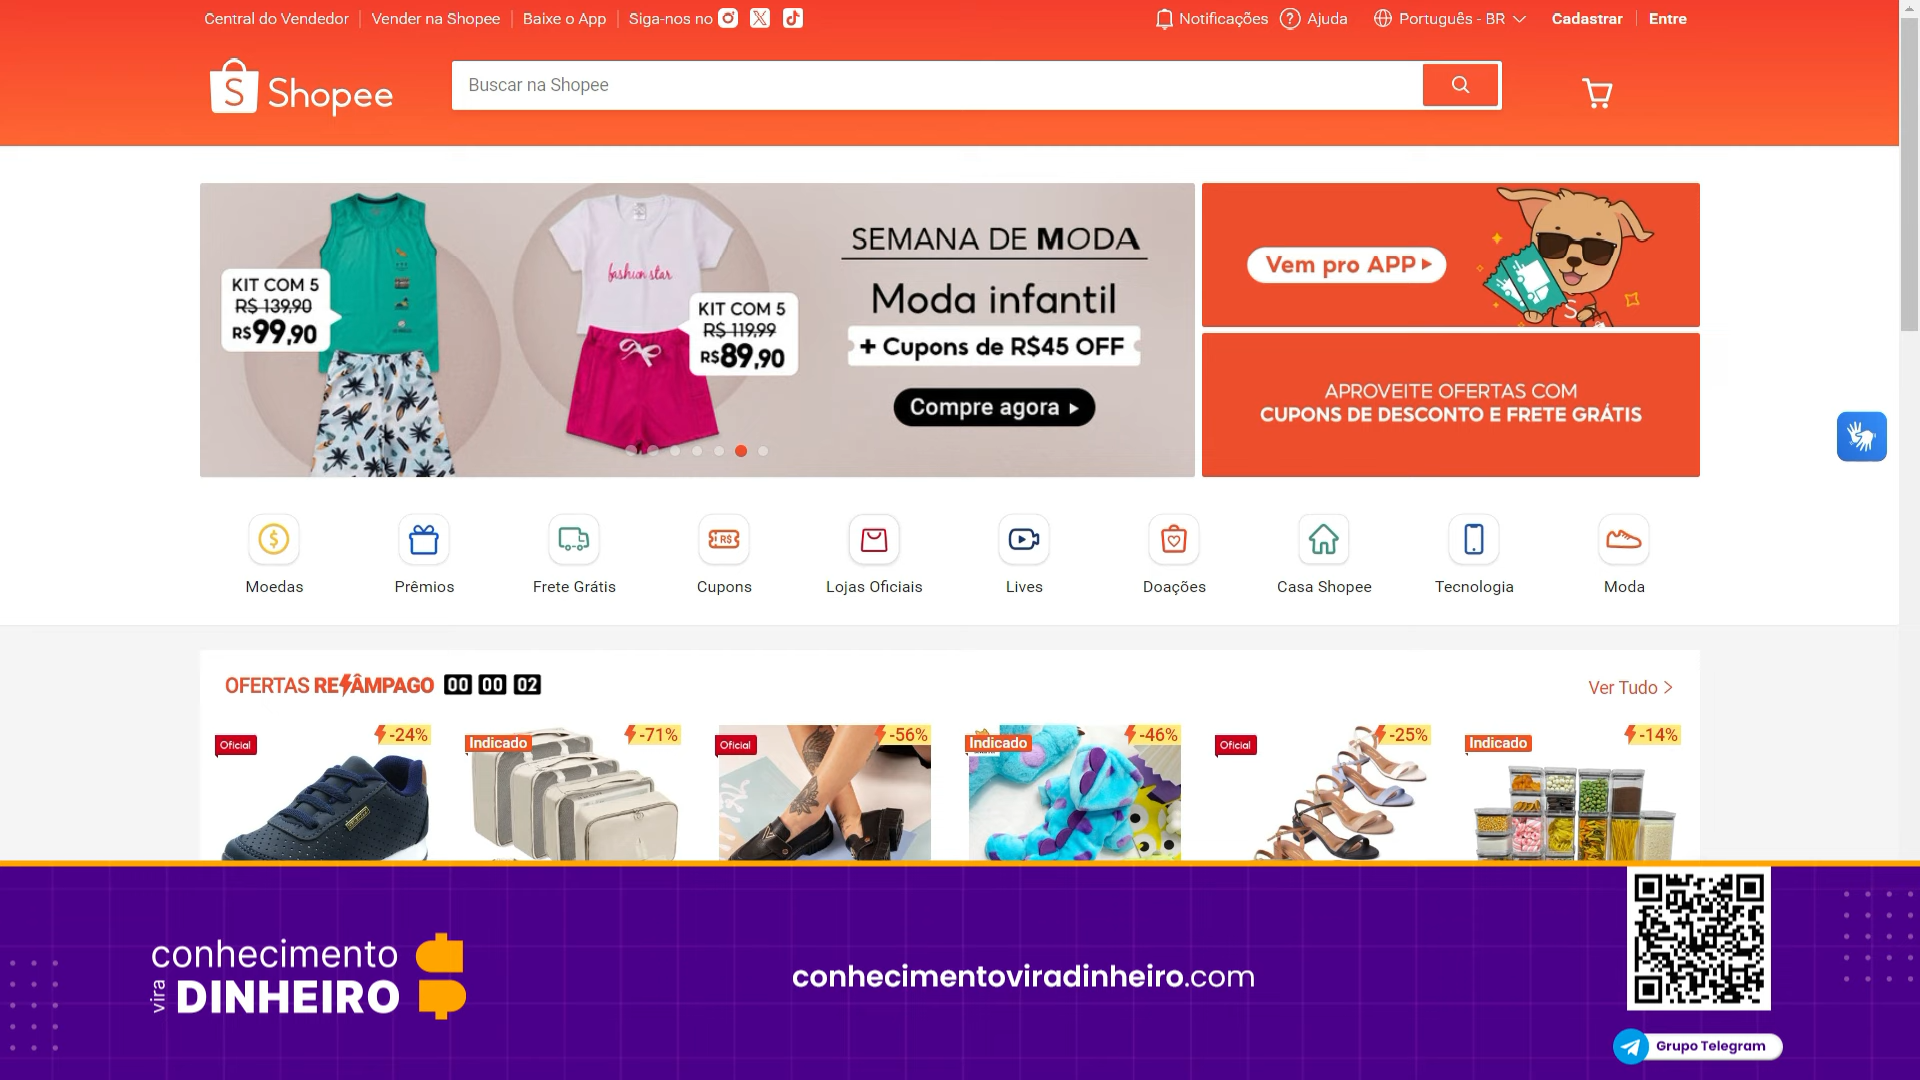 Central do Vendedor
Vender na Shopee
Baixe o App
Siga-nos no
Notificações
Ajuda
Português - BR
Cadastrar
Entre
Shopee
Buscar na Shopee
KIT COM 5
R$ 139,90
R$99,90
fashion star
KIT COM 5
R$ 119,99
R$89,90
SEMANA DE MODA
Moda infantil
+ Cupons de R$45 OFF
Compre agora
Vem pro APP
APROVEITE OFERTAS COM
CUPONS DE DESCONTO E FRETE GRÁTIS
Moedas
Prêmios
Frete Grátis
Cupons
Lojas Oficiais
Lives
Doações
Casa Shopee
Tecnologia
Moda
OFERTAS RELÂMPAGO 00 00 02
Ver Tudo
Oficial
-24%
Indicado
-71%
Oficial
-56%
Indicado
-46%
Oficial
-25%
Indicado
-14%
conhecimento
vira DINHEIRO
conhecimentoviradinheiro.com
Grupo Telegram